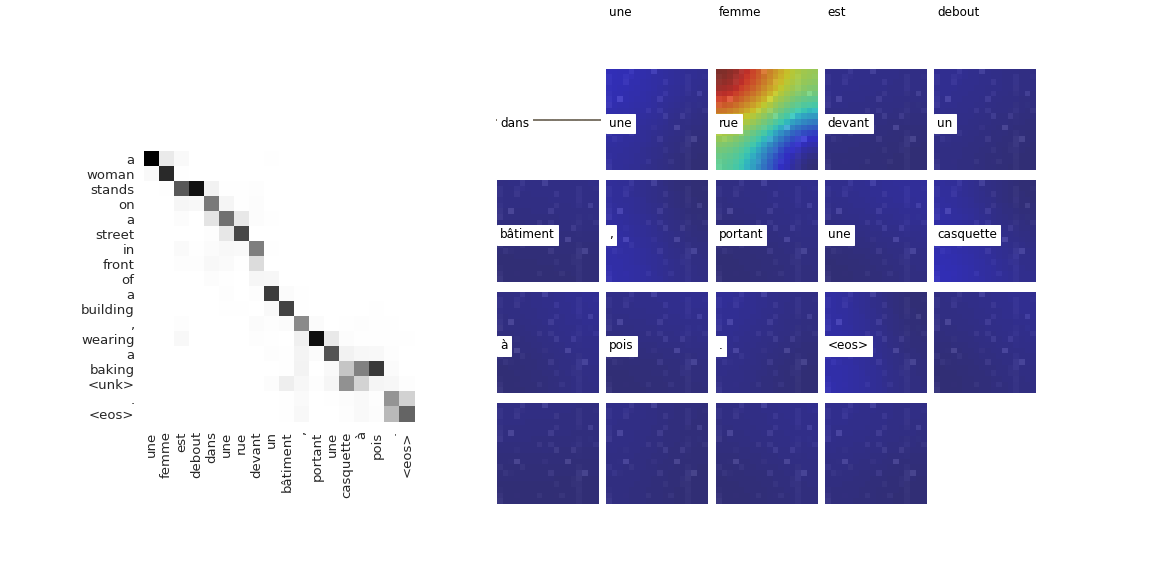 a
woman
stands
on
a
street
in
front
of
a
building
,
wearing
a
baking
<unk>
.
<eos>
une
femme
est
debout
dans
une
rue
devant
un
bâtiment
,
portant
une
casquette
à
pois
.
<eos>
une femme est debout
dans une rue devant un
bâtiment , portant une casquette
à pois . <eos>